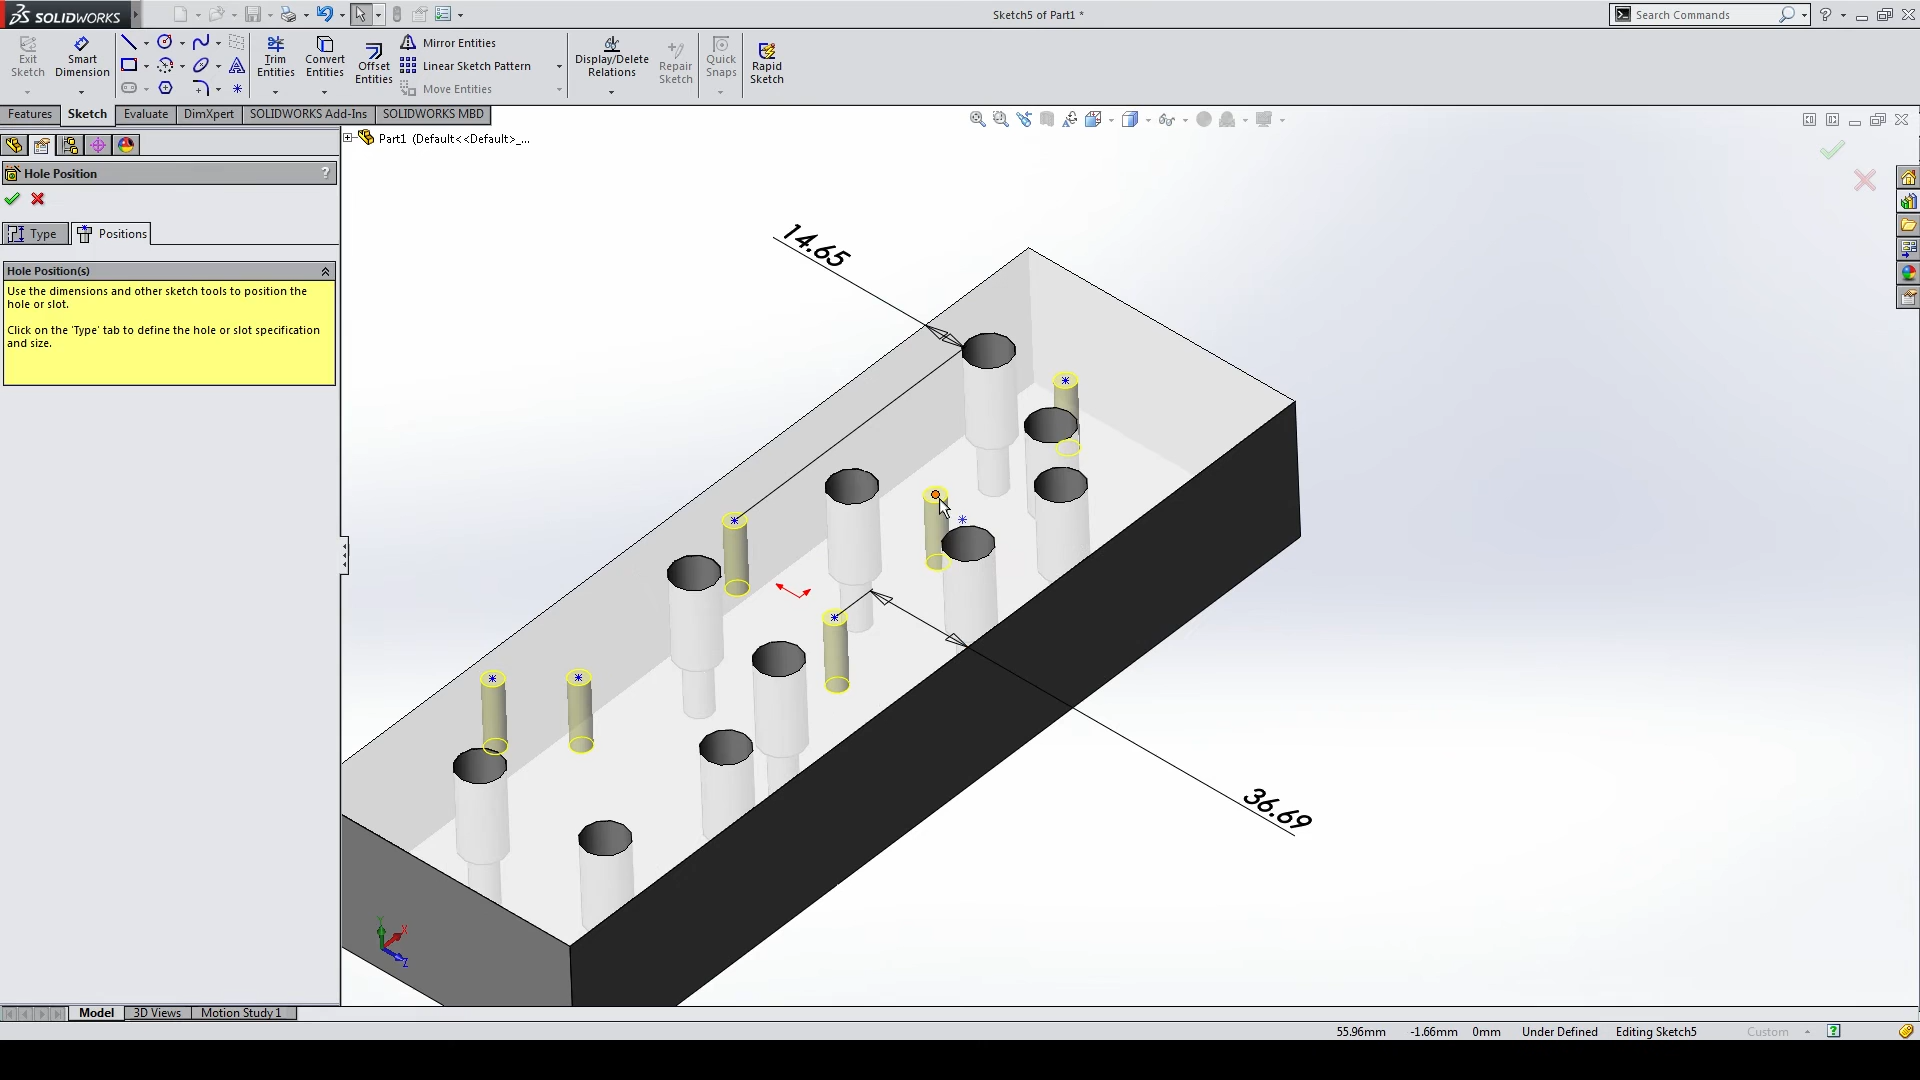 SOLIDWORKS
Sketch5 of Part1 *
Search Commands
Exit Sketch
Smart Dimension
Trim Entities
Convert Entities
Offset Entities
Mirror Entities
Linear Sketch Pattern
Move Entities
Display/Delete Relations
Repair Sketch
Quick Snaps
Rapid Sketch
Features
Sketch
Evaluate
DimXpert
SOLIDWORKS Add-Ins
SOLIDWORKS MBD
Part1 (Default<<Default>_...
Hole Position
?
Type
Positions
Hole Position(s)
Use the dimensions and other sketch tools to position the
hole or slot.
Click on the 'Type' tab to define the hole or slot specification
and size.
14.65
36.69
Y
X
Z
Model
3D Views
Motion Study 1
55.96mm
-1.66mm
0mm
Under Defined
Editing Sketch5
Custom